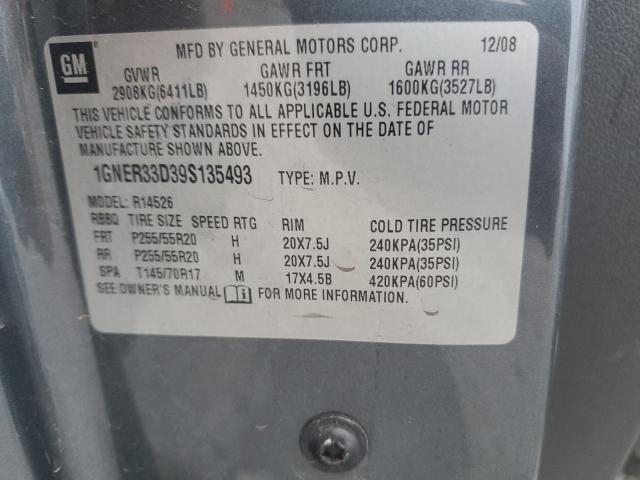 GM
MFD BY GENERAL MOTORS CORP. 12/08
GVWR GAWR FRT GAWR RR
2908KG(6411LB) 1450KG(3196LB) 1600KG(3527LB)
THIS VEHICLE CONFORMS TO ALL APPLICABLE U.S. FEDERAL MOTOR
VEHICLE SAFETY STANDARDS IN EFFECT ON THE DATE OF
MANUFACTURE SHOWN ABOVE.
1GNER33D39S135493 TYPE: M.P.V.
MODEL: R14526
RBBQ TIRE SIZE SPEED RTG RIM COLD TIRE PRESSURE
FRT P255/55R20 H 20X7.5J 240KPA(35PSI)
RR P255/55R20 H 20X7.5J 240KPA(35PSI)
SPA T145/70R17 M 17X4.5B 420KPA(60PSI)
SEE OWNER'S MANUAL FOR MORE INFORMATION.